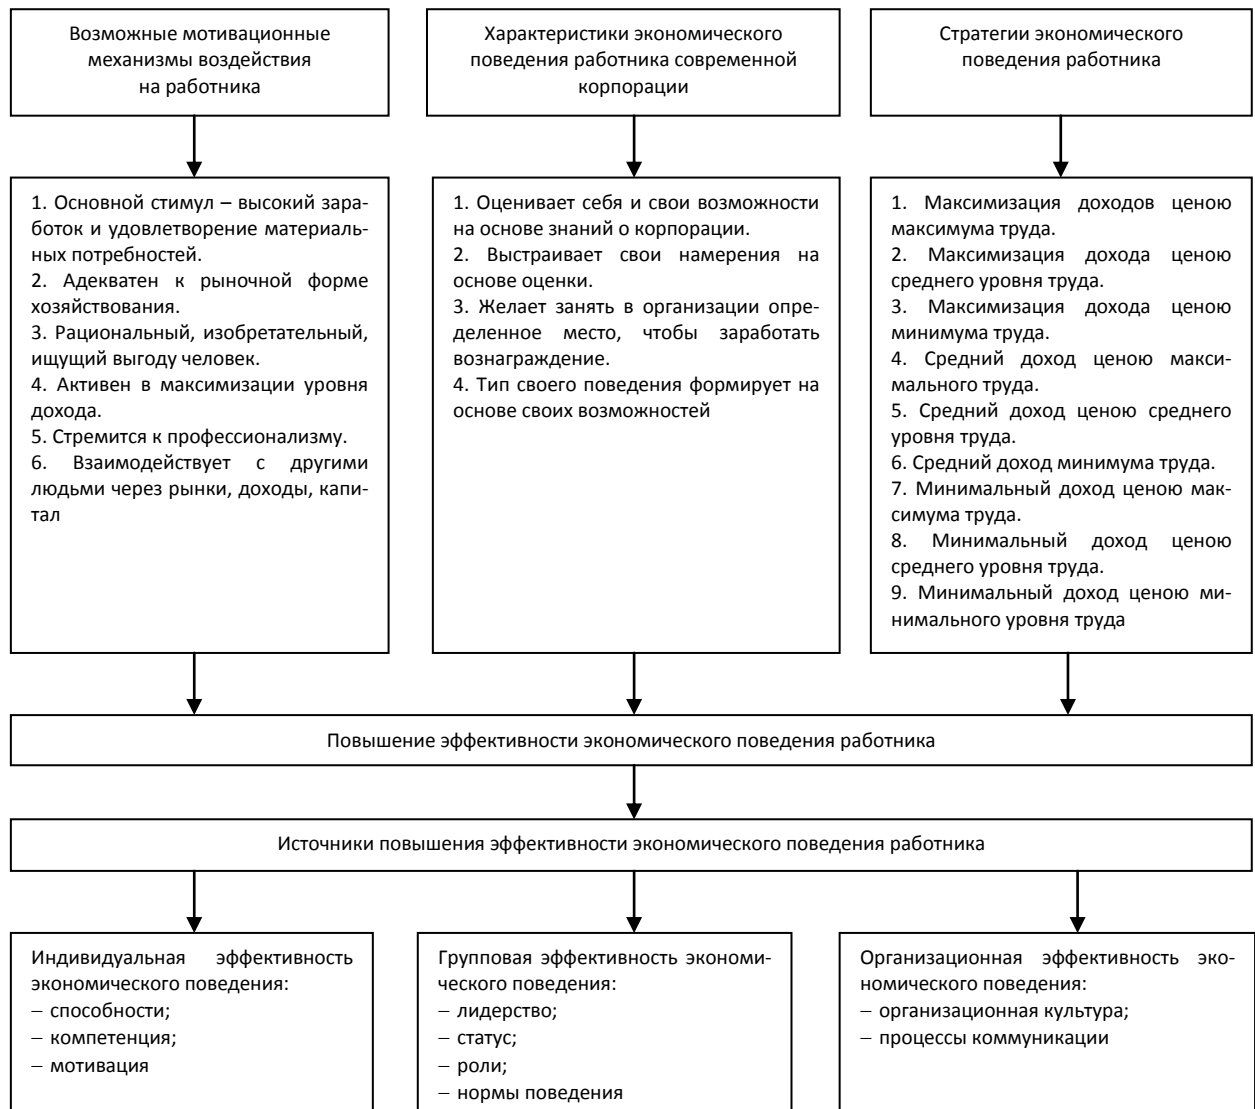 Возможные мотивационные
механизмы воздействия
на работника
Характеристики экономического
поведения работника современной
корпорации
Стратегии экономического
поведения работника
1. Основной стимул – высокий зара-
боток и удовлетворение материаль-
ных потребностей.
2. Адекватен к рыночной форме
хозяйствования.
3. Рациональный, изобретательный,
ищущий выгоду человек.
4. Активен в максимизации уровня
дохода.
5. Стремится к профессионализму.
6. Взаимодействует с другими
людьми через рынки, доходы, капи-
тал
1. Оценивает себя и свои возможности
на основе знаний о корпорации.
2. Выстраивает свои намерения на
основе оценки.
3. Желает занять в организации опре-
деленное место, чтобы заработать
вознаграждение.
4. Тип своего поведения формирует на
основе своих возможностей
1. Максимизация доходов ценою
максимума труда.
2. Максимизация дохода ценою
среднего уровня труда.
3. Максимизация дохода ценою
минимума труда.
4. Средний доход ценою макси-
мального труда.
5. Средний доход ценою среднего
уровня труда.
6. Средний доход минимума труда.
7. Минимальный доход ценою мак-
симума труда.
8. Минимальный доход ценою
среднего уровня труда.
9. Минимальный доход ценою ми-
нимального уровня труда
Повышение эффективности экономического поведения работника
Источники повышения эффективности экономического поведения работника
Индивидуальная эффективность
экономического поведения:
– способности;
– компетенция;
– мотивация
Групповая эффективность экономи-
ческого поведения:
– лидерство;
– статус;
– роли;
– нормы поведения
Организационная эффективность эко-
номического поведения:
– организационная культура;
– процессы коммуникации